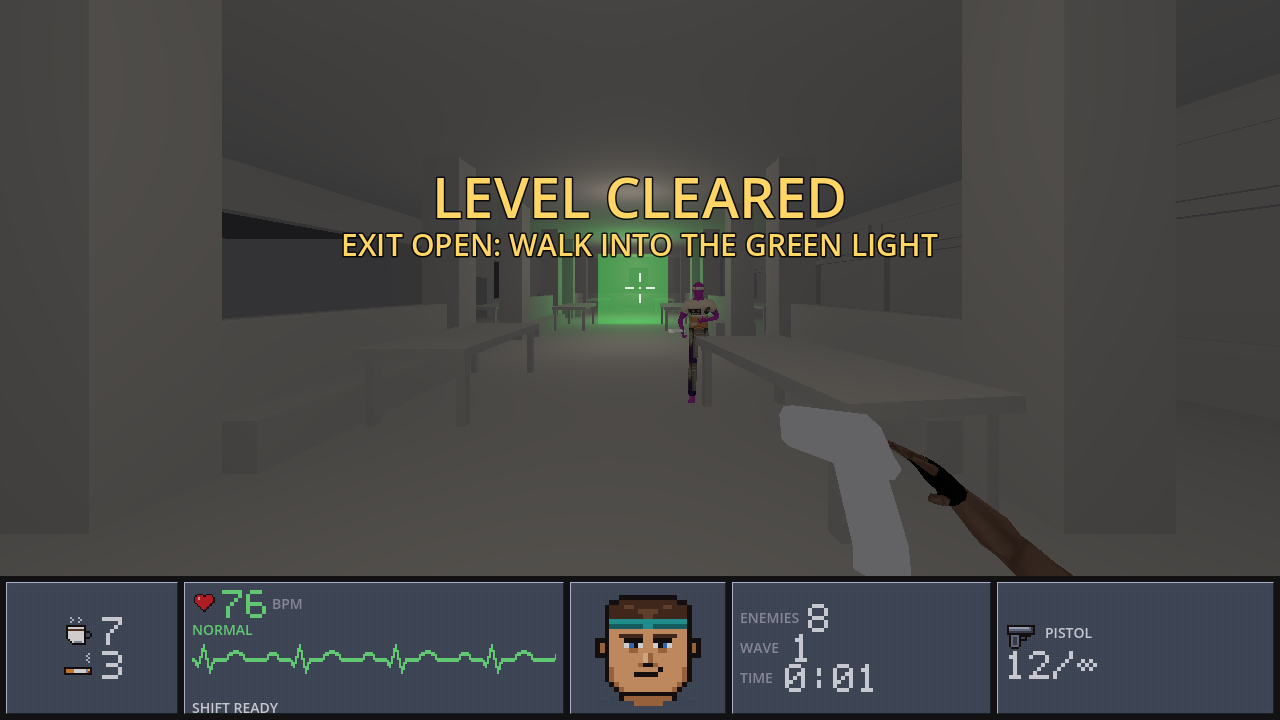 LEVEL CLEARED
EXIT OPEN: WALK INTO THE GREEN LIGHT
7
3
76 BPM
NORMAL
SHIFT READY
ENEMIES 8
WAVE 1
TIME 0:01
PISTOL
12/∞